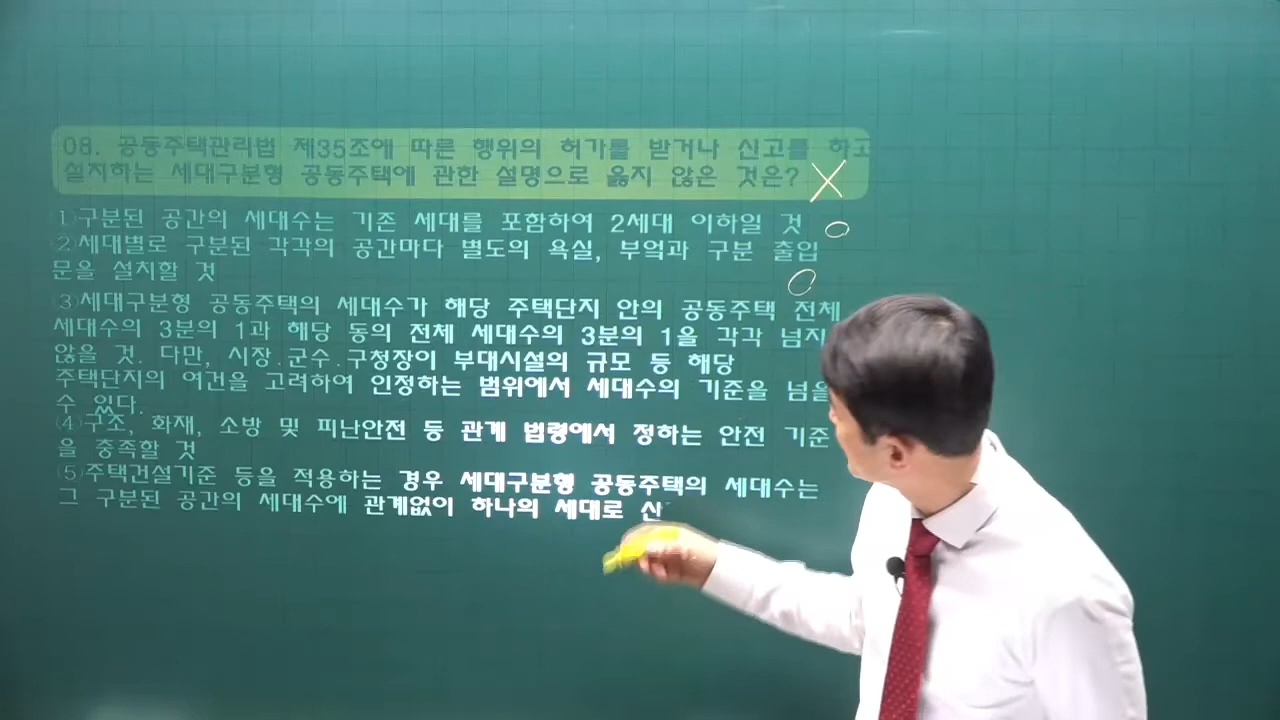 08. 공동주택관리법 제35조에 따른 행위의 허가를 받거나 신고를 하고
설치하는 세대구분형 공동주택에 관한 설명으로 옳지 않은 것은?
(1)구분된 공간의 세대수는 기존 세대를 포함하여 2세대 이하일 것
(2)세대별로 구분된 각각의 공간마다 별도의 욕실, 부엌과 구분 출입
문을 설치할 것
(3)세대구분형 공동주택의 세대수가 해당 주택단지 안의 공동주택 전체
세대수의 3분의 1과 해당 동의 전체 세대수의 3분의 1을 각각 넘지
않을 것. 다만, 시장.군수.구청장이 부대시설의 규모 등 해당
주택단지의 여건을 고려하여 인정하는 범위에서 세대수의 기준을 넘을
수 있다.
(4)구조, 화재, 소방 및 피난안전 등 관계 법령에서 정하는 안전 기준
을 충족할 것
(5)주택건설기준 등을 적용하는 경우 세대구분형 공동주택의 세대수는
그 구분된 공간의 세대수에 관계없이 하나의 세대로 산